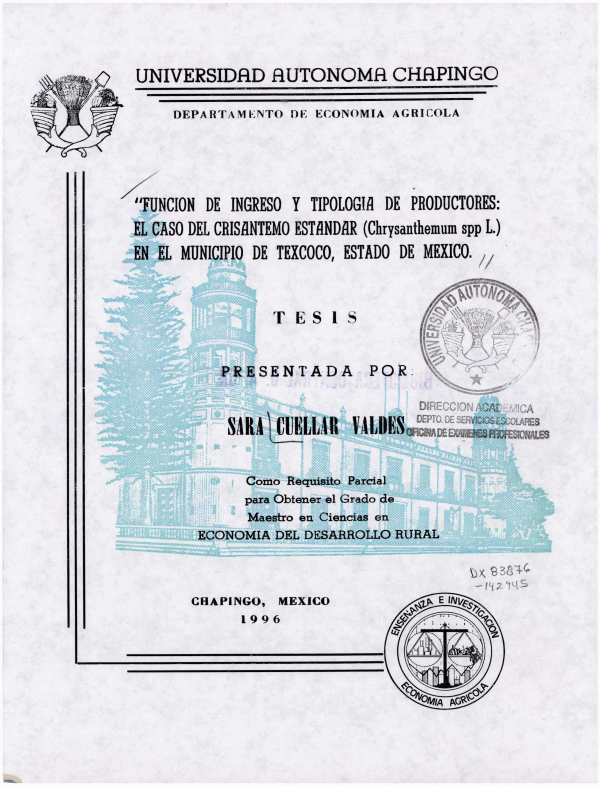 UNIVERSIDAD AUTONOMA CHAPINGO
DEPARTAMENTO DE ECONOMIA AGRICOLA
"FUNCION DE INGRESO Y TIPOLOGIA DE PRODUCTORES:
EL CASO DEL CRISANTEMO ESTANDAR (Chrysanthemum spp L.)
EN EL MUNICIPIO DE TEXCOCO, ESTADO DE MEXICO. "
TESIS
UNIVERSIDAD AUTONOMA CHAP
PRESENTADA POR:
DIRECCION ACADEMICA
DEPTO. DE SERVICIOS ESCOLARES
OFICINA DE EXAMENES PROFESIONALES
SARA CUELLAR VALDES
Como Requisito Parcial
para Obtener el Grado de
Maestro en Ciencias en
ECONOMIA DEL DESARROLLO RURAL
DX 83876
-142945
CHAPINGO, MEXICO
1996
ENSEÑANZA E INVESTIGACION
ECONOMIA AGRICOLA